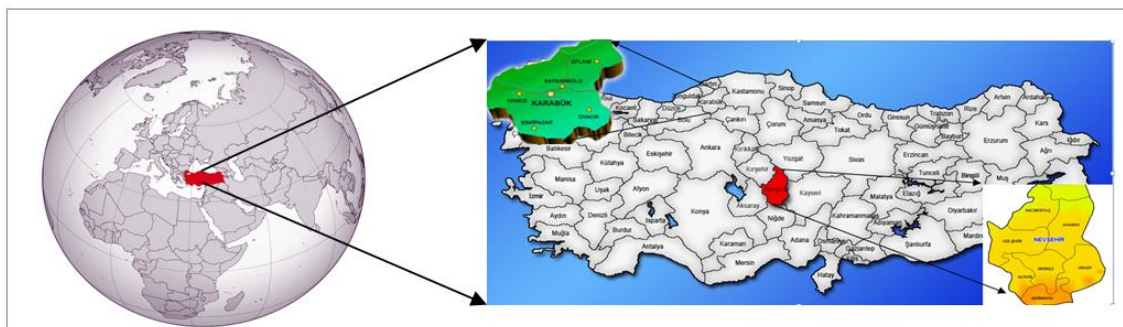 EFLANİ
SAFRANBOLU
YENİCE
KARABÜK
OVACIK
ESKİPAZAR
Kastamonu
Sinop
Samsun
Ordu
Giresun
Trabzon
Rize
Artvin
Ardahan
Kars
Iğdır
Kocaeli
Sakarya
Düzce
Bolu
Karabük
Çankırı
Çorum
Amasya
Tokat
Gümüşhane
Bayburt
Erzurum
Ağrı
Bilecik
Balıkesir
Kütahya
Eskişehir
Ankara
Kırıkkale
Yozgat
Sivas
Erzincan
Tunceli
Bingöl
Muş
Manisa
Uşak
Afyon
Kırşehir
Kayseri
Malatya
Elazığ
Diyarbakır
İzmir
Aydın
Denizli
Isparta
Konya
Aksaray
Niğde
Kahramanmaraş
Adıyaman
Mardin
Muğla
Burdur
Antalya
Karaman
Mersin
Adana
Osmaniye
Gaziantep
Şanlıurfa
Hatay
HACIBEKTAŞ
NEVŞEHİR
MERKEZ
ÜRGÜP